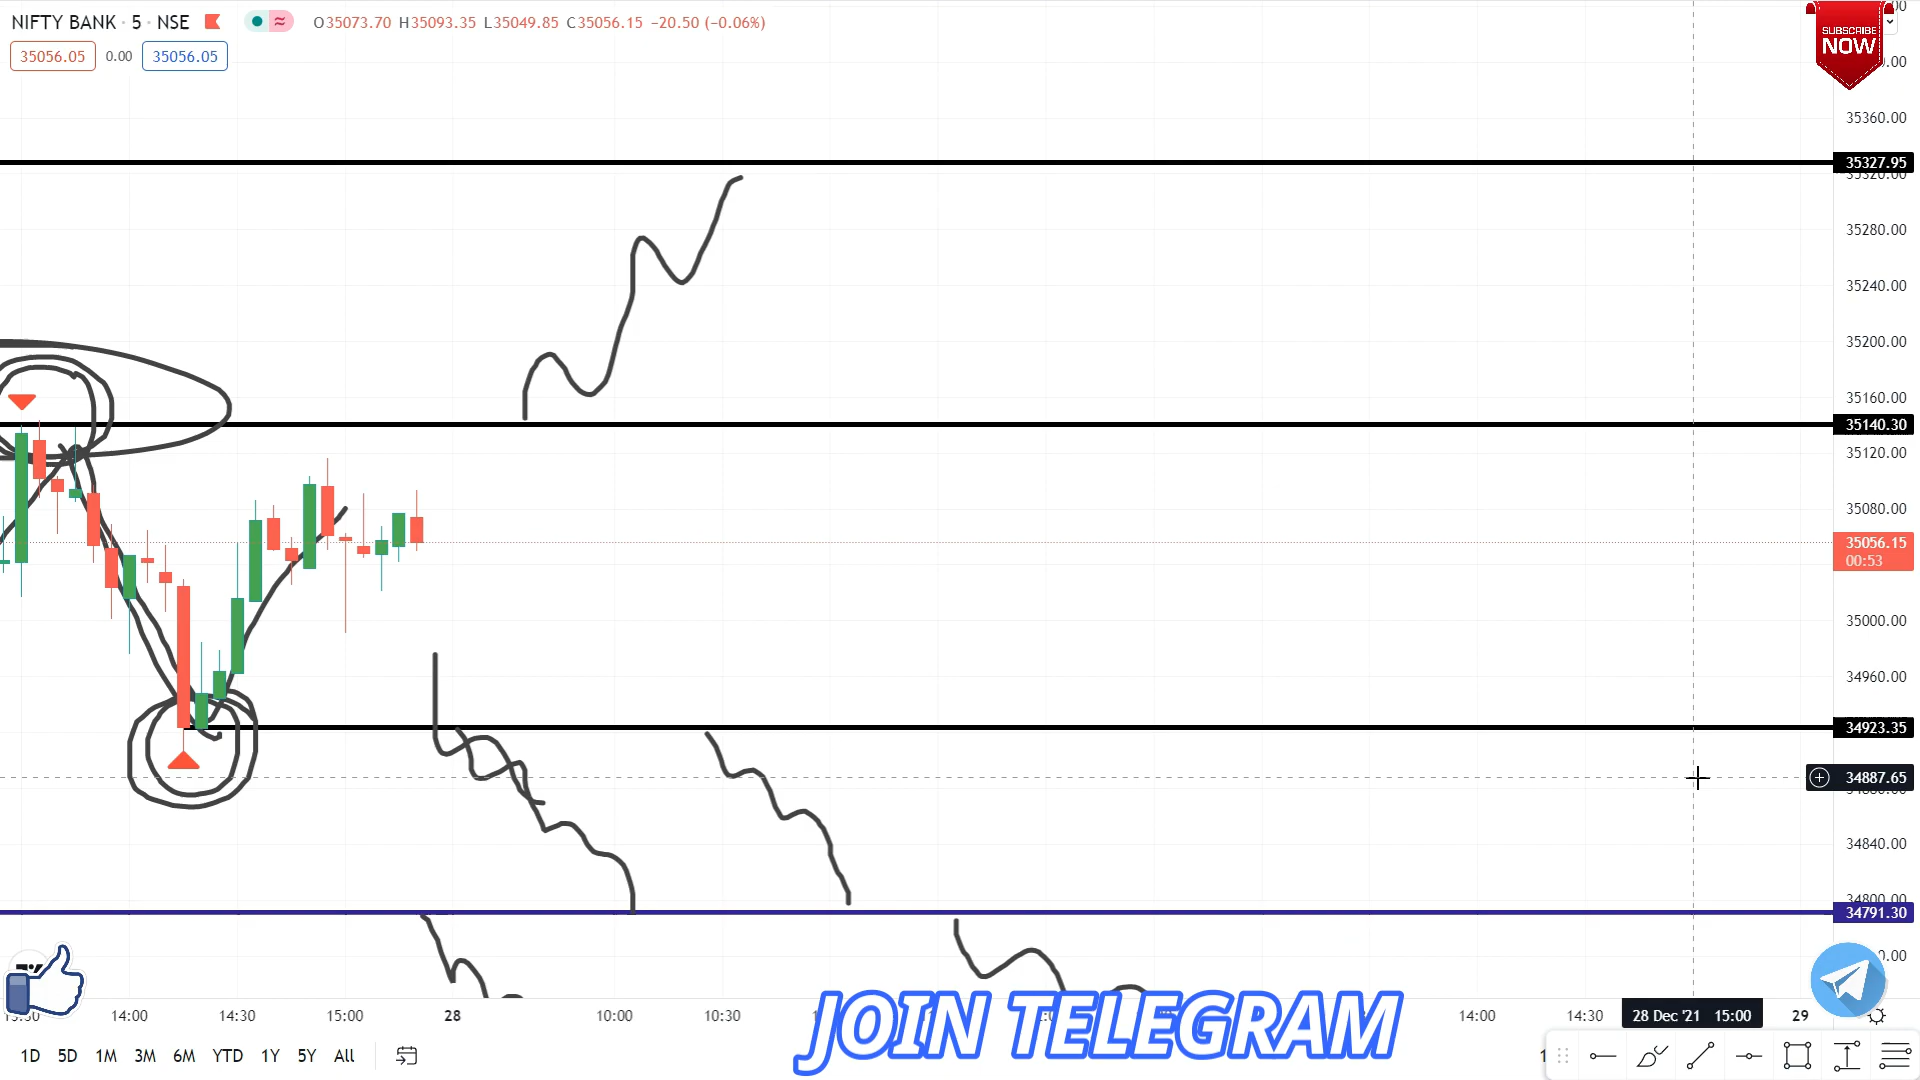 NIFTY BANK · 5 · NSE O35073.70 H35093.35 L35049.85 C35056.15 −20.50 (−0.06%)
35056.05 0.00 35056.05
SUBSCRIBE
NOW
35360.00
35327.95
35320.00
35280.00
35240.00
35200.00
35160.00
35140.30
35120.00
35080.00
35056.15
00:53
35000.00
34960.00
34923.35
34887.65
34840.00
34800.00
34791.30
14:00 14:30 15:00 28 10:00 10:30 14:00 14:30 28 Dec '21 15:00 29
JOIN TELEGRAM
1D 5D 1M 3M 6M YTD 1Y 5Y All